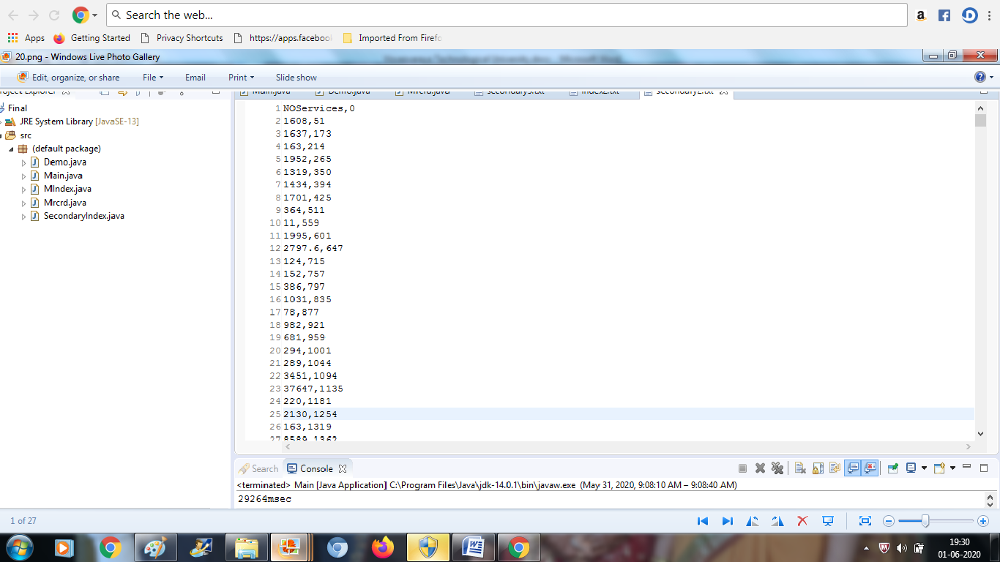 Search the web...
Apps Getting Started Privacy Shortcuts https://apps.facebook Imported From Firefo
20.png - Windows Live Photo Gallery
Edit, organize, or share File Email Print Slide show
Project Explorer Main.java Demo.java Mrcrd.java secondary3.txt index2.txt secondary2.txt
Final
JRE System Library [JavaSE-13]
src
(default package)
Demo.java
Main.java
MIndex.java
Mrcrd.java
SecondaryIndex.java
1 NOServices,0
2 1608,51
3 1637,173
4 163,214
5 1952,265
6 1319,350
7 1434,394
8 1701,425
9 364,511
10 11,559
11 1995,601
12 2797.6,647
13 124,715
14 152,757
15 386,797
16 1031,835
17 78,877
18 982,921
19 681,959
20 294,1001
21 289,1044
22 3451,1094
23 37647,1135
24 220,1181
25 2130,1254
26 163,1319
27 8589,1362
Search Console
<terminated> Main [Java Application] C:\Program Files\Java\jdk-14.0.1\bin\javaw.exe (May 31, 2020, 9:08:10 AM – 9:08:40 AM)
29264msec
1 of 27
19:30
01-06-2020